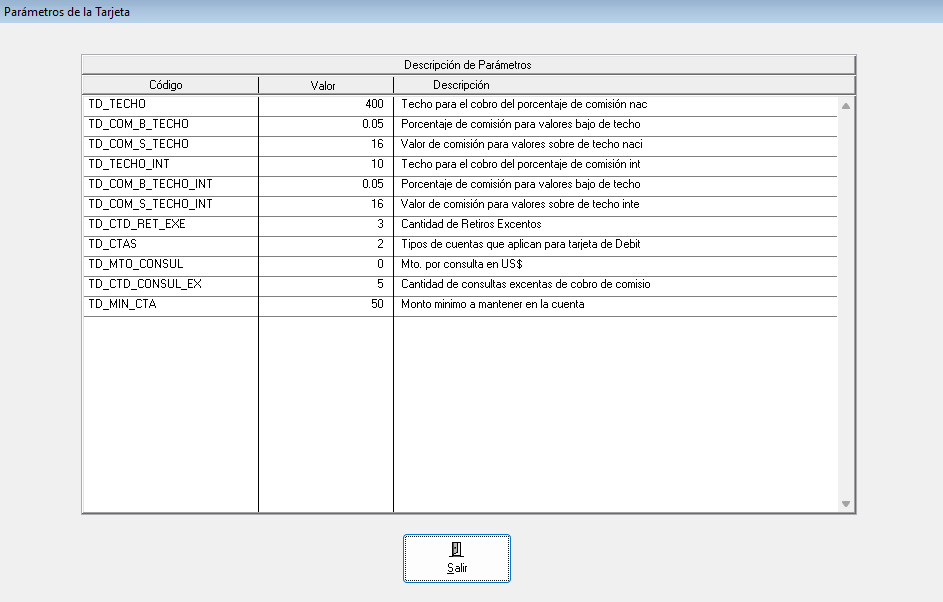 Parámetros de la Tarjeta
Descripción de Parámetros
Código Valor Descripción
TD_TECHO 400 Techo para el cobro del porcentaje de comisión nac
TD_COM_B_TECHO 0.05 Porcentaje de comisión para valores bajo de techo
TD_COM_S_TECHO 16 Valor de comisión para valores sobre de techo naci
TD_TECHO_INT 10 Techo para el cobro del porcentaje de comisión int
TD_COM_B_TECHO_INT 0.05 Porcentaje de comisión para valores bajo de techo
TD_COM_S_TECHO_INT 16 Valor de comisión para valores sobre de techo inte
TD_CTD_RET_EXE 3 Cantidad de Retiros Excentos
TD_CTAS 2 Tipos de cuentas que aplican para tarjeta de Debit
TD_MTO_CONSUL 0 Mto. por consulta en US$
TD_CTD_CONSUL_EX 5 Cantidad de consultas excentas de cobro de comisio
TD_MIN_CTA 50 Monto minimo a mantener en la cuenta
Salir